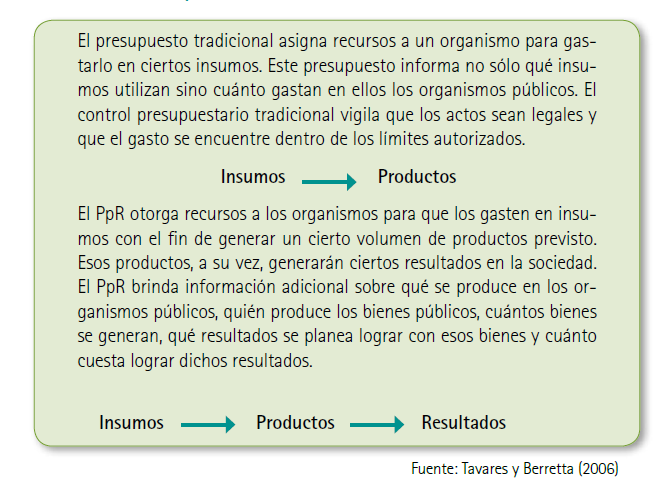 El presupuesto tradicional asigna recursos a un organismo para gas-
tarlo en ciertos insumos. Este presupuesto informa no sólo qué insu-
mos utilizan sino cuánto gastan en ellos los organismos públicos. El
control presupuestario tradicional vigila que los actos sean legales y
que el gasto se encuentre dentro de los límites autorizados.
Insumos Productos
El PpR otorga recursos a los organismos para que los gasten en insu-
mos con el fin de generar un cierto volumen de productos previsto.
Esos productos, a su vez, generarán ciertos resultados en la sociedad.
El PpR brinda información adicional sobre qué se produce en los or-
ganismos públicos, quién produce los bienes públicos, cuántos bienes
se generan, qué resultados se planea lograr con esos bienes y cuánto
cuesta lograr dichos resultados.
Insumos Productos Resultados
Fuente: Tavares y Berretta (2006)